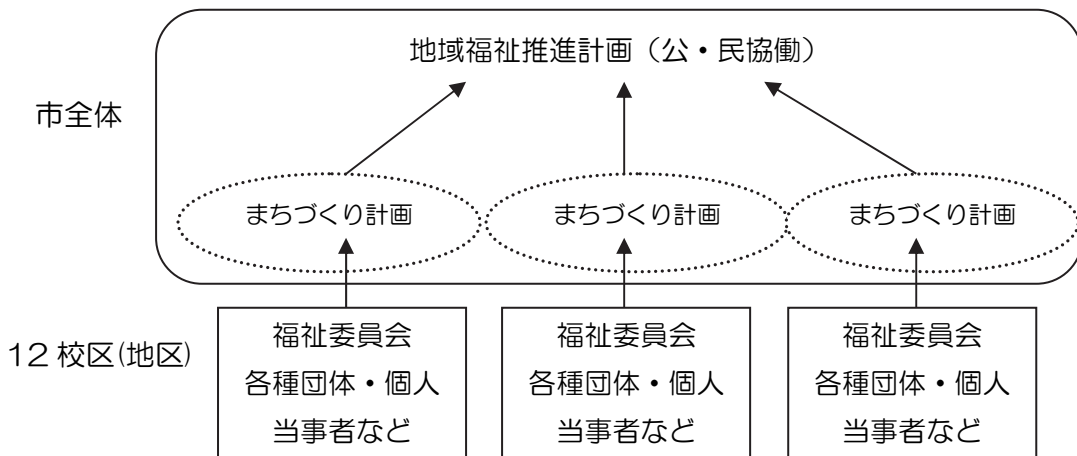 地域福祉推進計画（公・民協働）
市全体
まちづくり計画
まちづくり計画
まちづくり計画
12校区(地区)
福祉委員会
各種団体・個人
当事者など
福祉委員会
各種団体・個人
当事者など
福祉委員会
各種団体・個人
当事者など